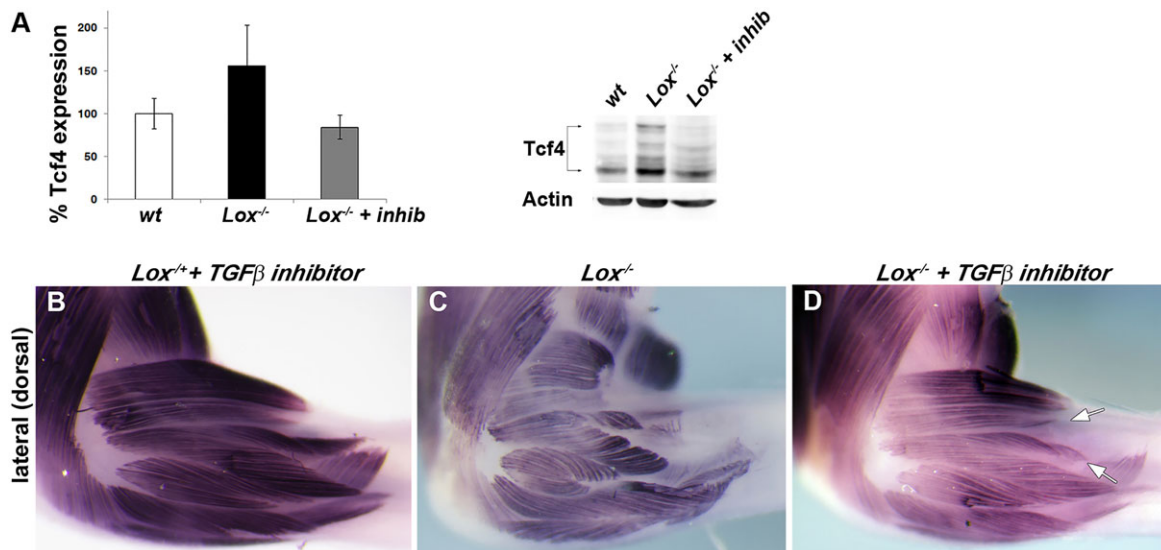 A
% Tcf4 expression
200
150
100
50
0
wt
Lox-/-
Lox-/- + inhib
wt
Lox-/-
Lox-/- + inhib
Tcf4
Actin
Lox-/+ + TGFβ inhibitor
Lox-/-
Lox-/- + TGFβ inhibitor
lateral (dorsal)
B
C
D